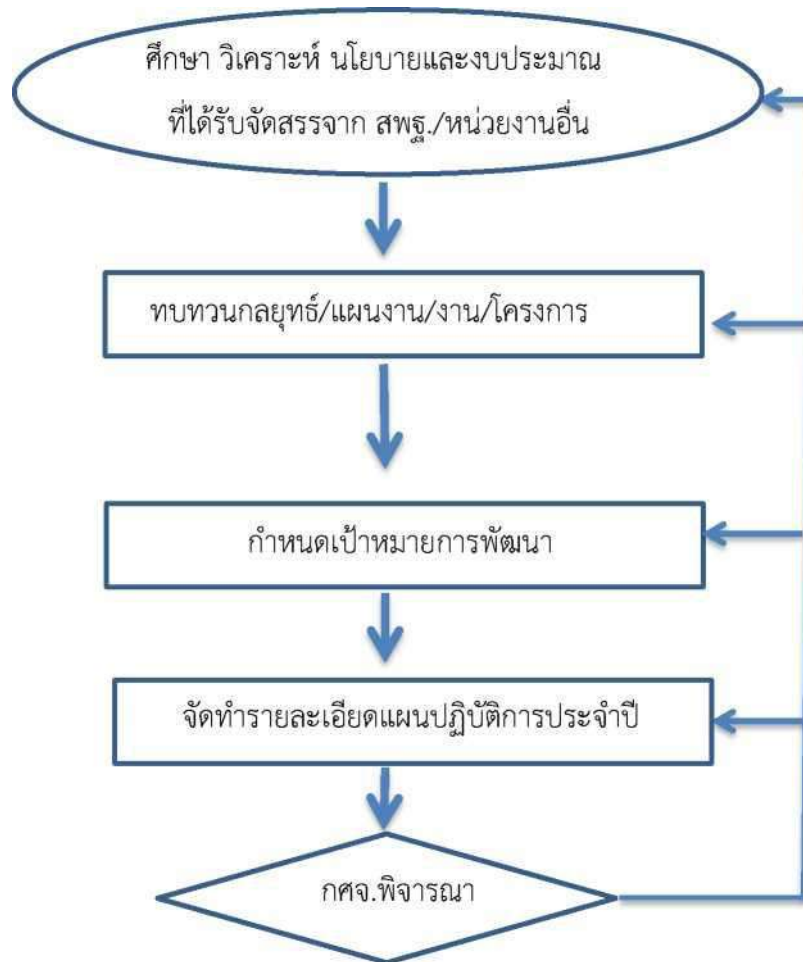 ศึกษา วิเคราะห์ นโยบายและงบประมาณ
ที่ได้รับจัดสรรจาก สพฐ./หน่วยงานอื่น
ทบทวนกลยุทธ์/แผนงาน/งาน/โครงการ
กำหนดเป้าหมายการพัฒนา
จัดทำรายละเอียดแผนปฏิบัติการประจำปี
กศจ.พิจารณา